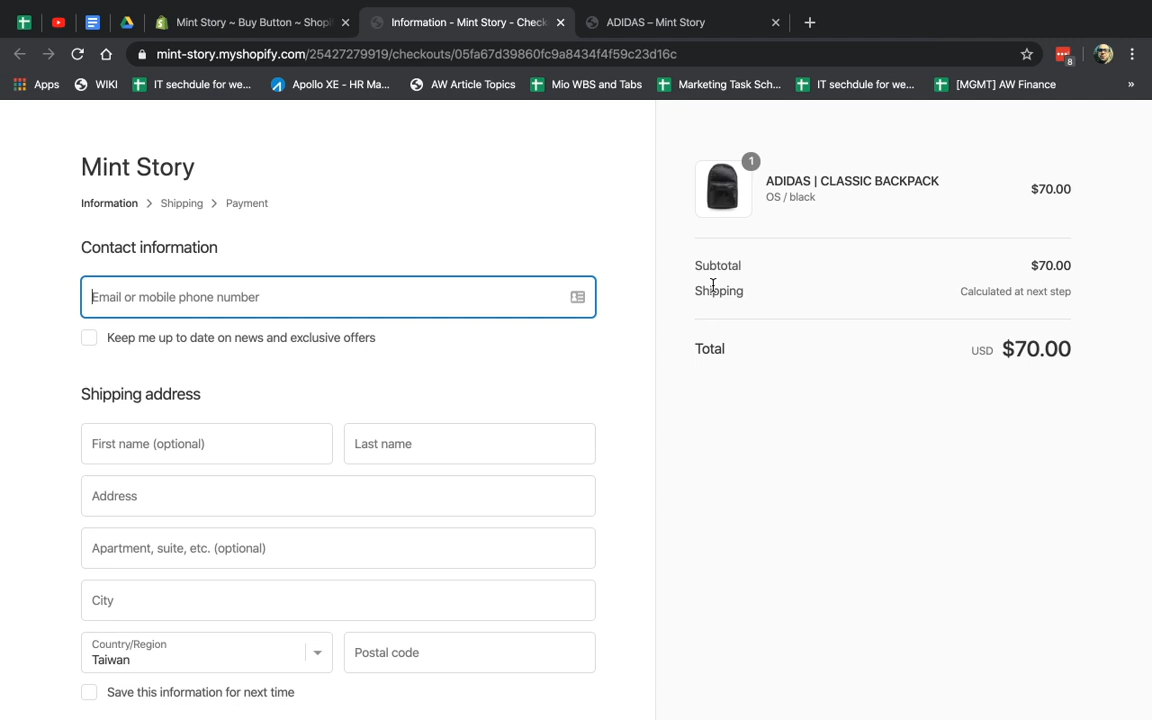 Mint Story ~ Buy Button ~ Shopi
Information - Mint Story - Check
ADIDAS – Mint Story
mint-story.myshopify.com/25427279919/checkouts/05fa67d39860fc9a8434f4f59c23d16c
8
Apps
WIKI
IT sechdule for we...
Apollo XE - HR Ma...
AW Article Topics
Mio WBS and Tabs
Marketing Task Sch...
IT sechdule for we...
[MGMT] AW Finance
»
Mint Story
Information > Shipping > Payment
Contact information
Email or mobile phone number
Keep me up to date on news and exclusive offers
Shipping address
First name (optional)
Last name
Address
Apartment, suite, etc. (optional)
City
Country/Region
Taiwan
Postal code
Save this information for next time
1
ADIDAS | CLASSIC BACKPACK
OS / black
$70.00
Subtotal
$70.00
Shipping
Calculated at next step
Total
USD $70.00